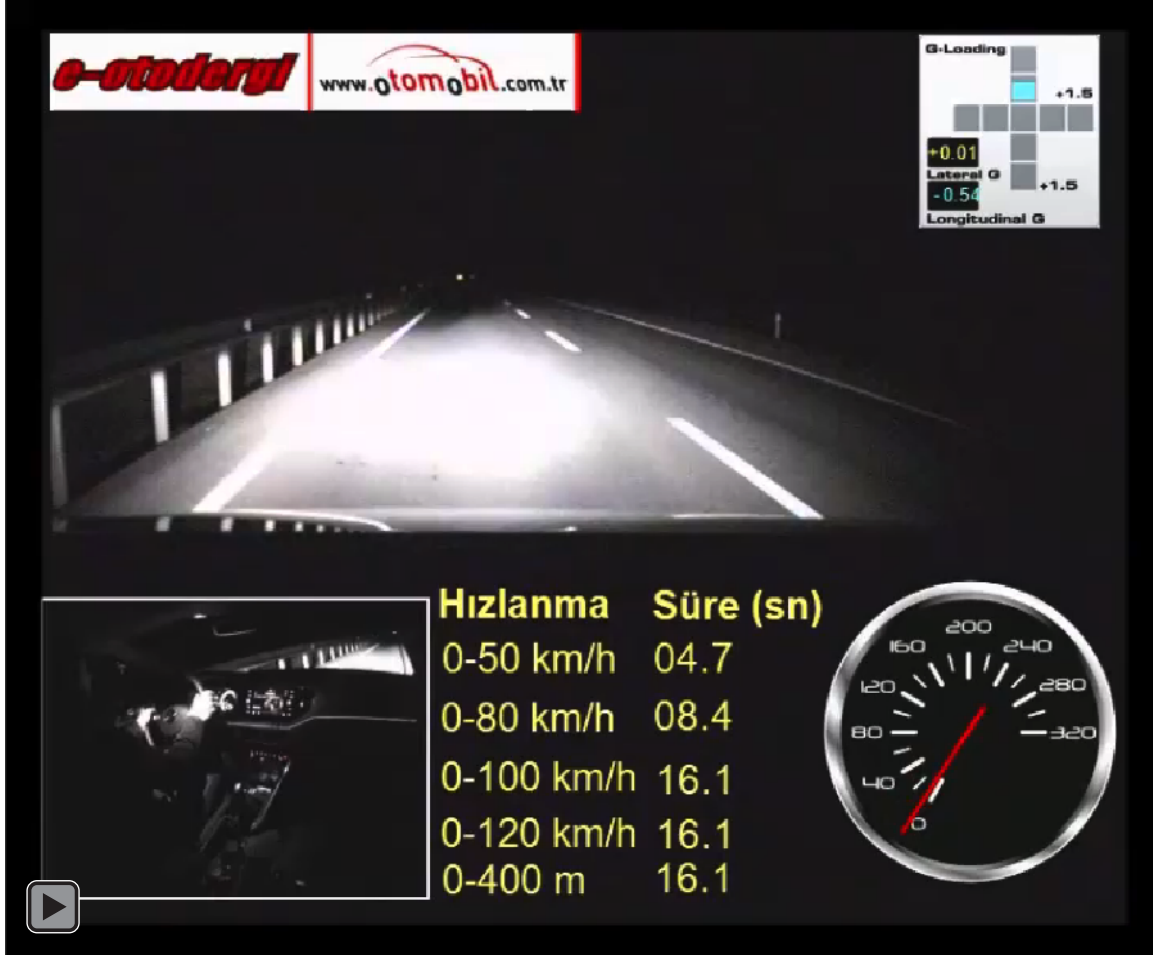 e-otodergi
www.otomobil.com.tr
G-Loading
+1.5
+0.01
Lateral G
+1.5
-0.54
Longitudinal G
Hızlanma Süre (sn)
0-50 km/h 04.7
0-80 km/h 08.4
0-100 km/h 16.1
0-120 km/h 16.1
0-400 m 16.1
200
160 240
120 280
80 320
40
0